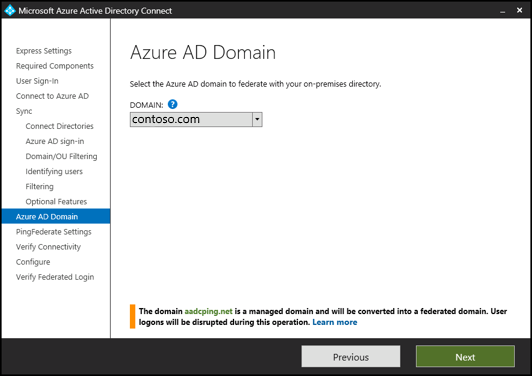 Microsoft Azure Active Directory Connect
Express Settings
Required Components
User Sign-In
Connect to Azure AD
Sync
Connect Directories
Azure AD sign-in
Domain/OU Filtering
Identifying users
Filtering
Optional Features
Azure AD Domain
PingFederate Settings
Verify Connectivity
Configure
Verify Federated Login
Azure AD Domain
Select the Azure AD domain to federate with your on-premises directory.
DOMAIN: ?
contoso.com
The domain aadcping.net is a managed domain and will be converted into a federated domain. User
logons will be disrupted during this operation. Learn more
Previous
Next